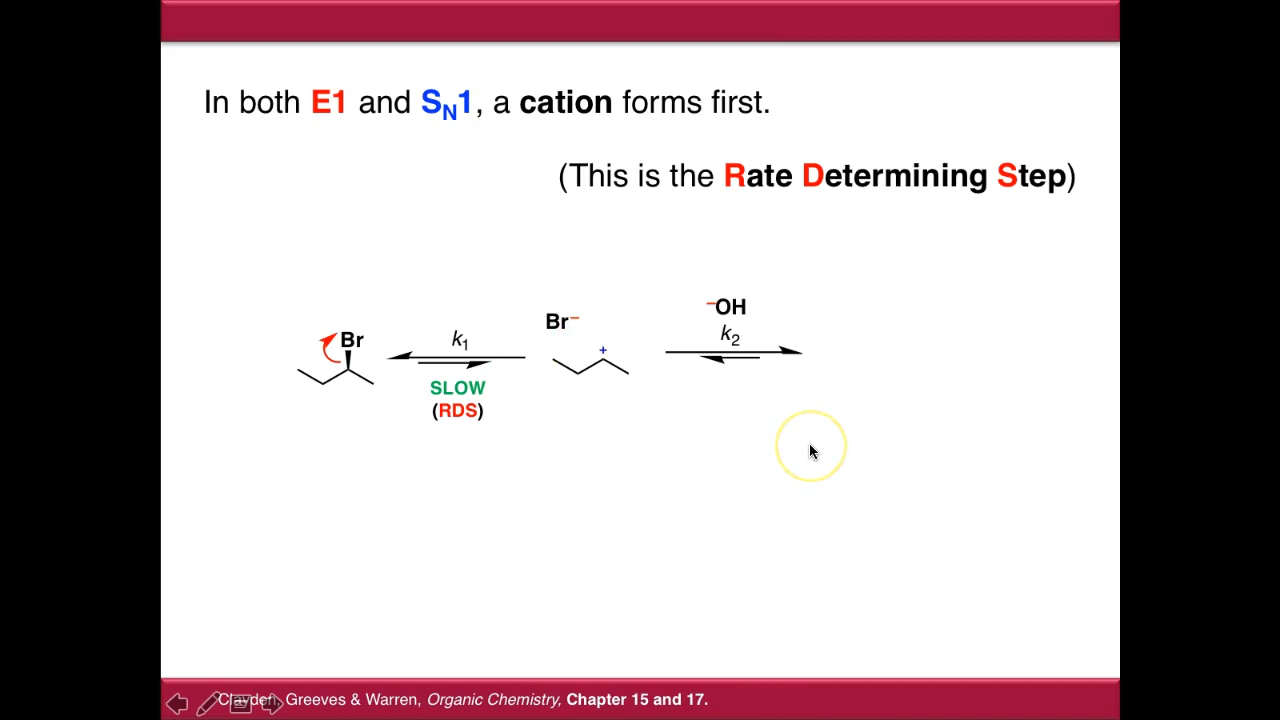 In both E1 and SN1, a cation forms first.
(This is the Rate Determining Step)
Br
k1
SLOW
(RDS)
Br–
+
–OH
k2
Clayden, Greeves & Warren, Organic Chemistry, Chapter 15 and 17.